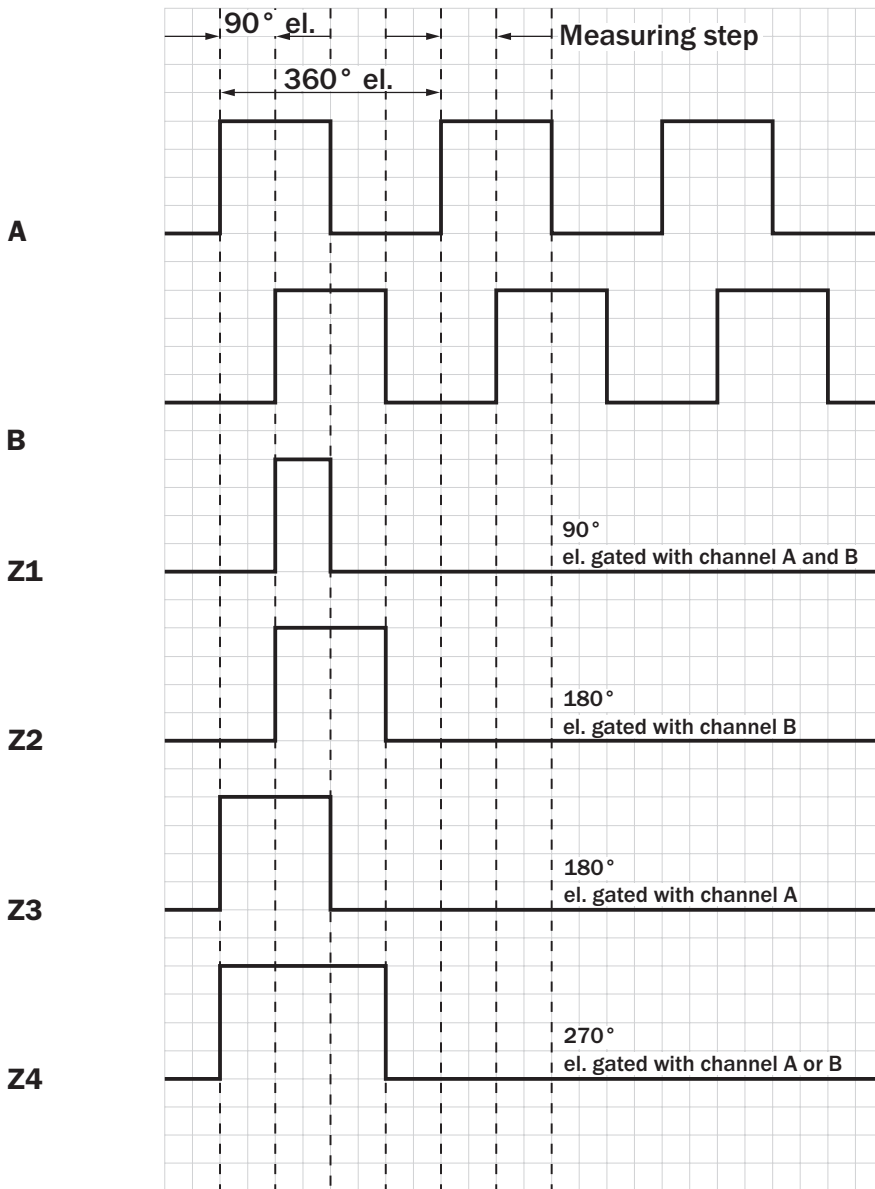 90° el.
Measuring step
360° el.
A
B
90°
el. gated with channel A and B
Z1
180°
el. gated with channel B
Z2
180°
el. gated with channel A
Z3
270°
el. gated with channel A or B
Z4